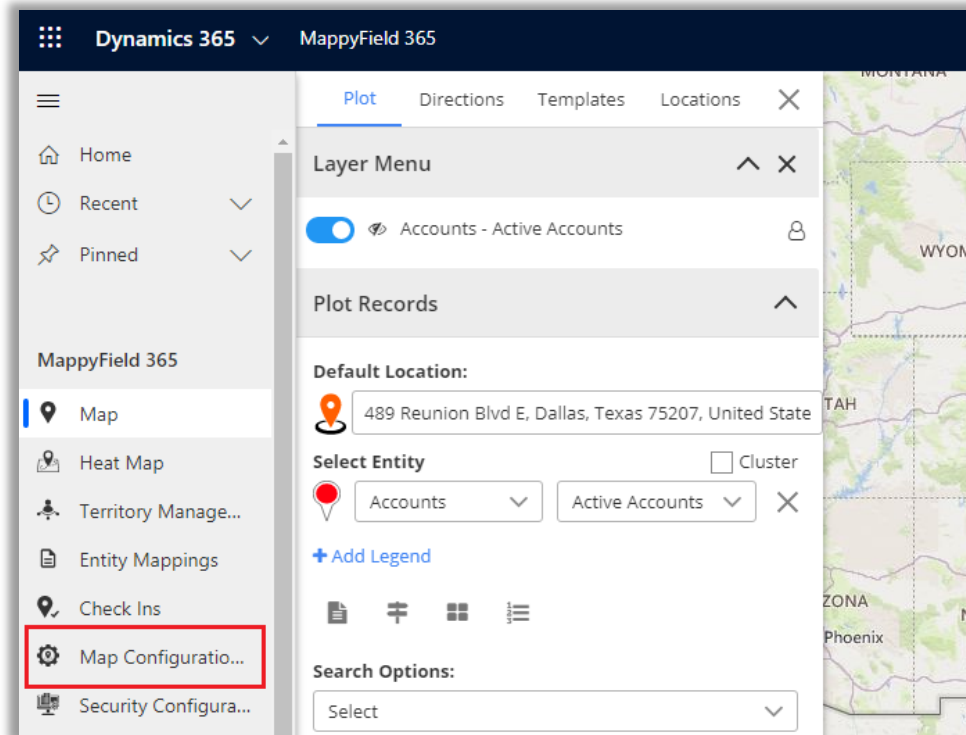 Dynamics 365 MappyField 365
Plot Directions Templates Locations
Home
Recent
Pinned
MappyField 365
Map
Heat Map
Territory Manage...
Entity Mappings
Check Ins
Map Configuratio...
Security Configura...
Layer Menu
Accounts - Active Accounts
Plot Records
Default Location:
489 Reunion Blvd E, Dallas, Texas 75207, United State
Select Entity Cluster
Accounts Active Accounts
+ Add Legend
Search Options:
Select
MONTANA
WYOM
TAH
ZONA
N
Phoenix